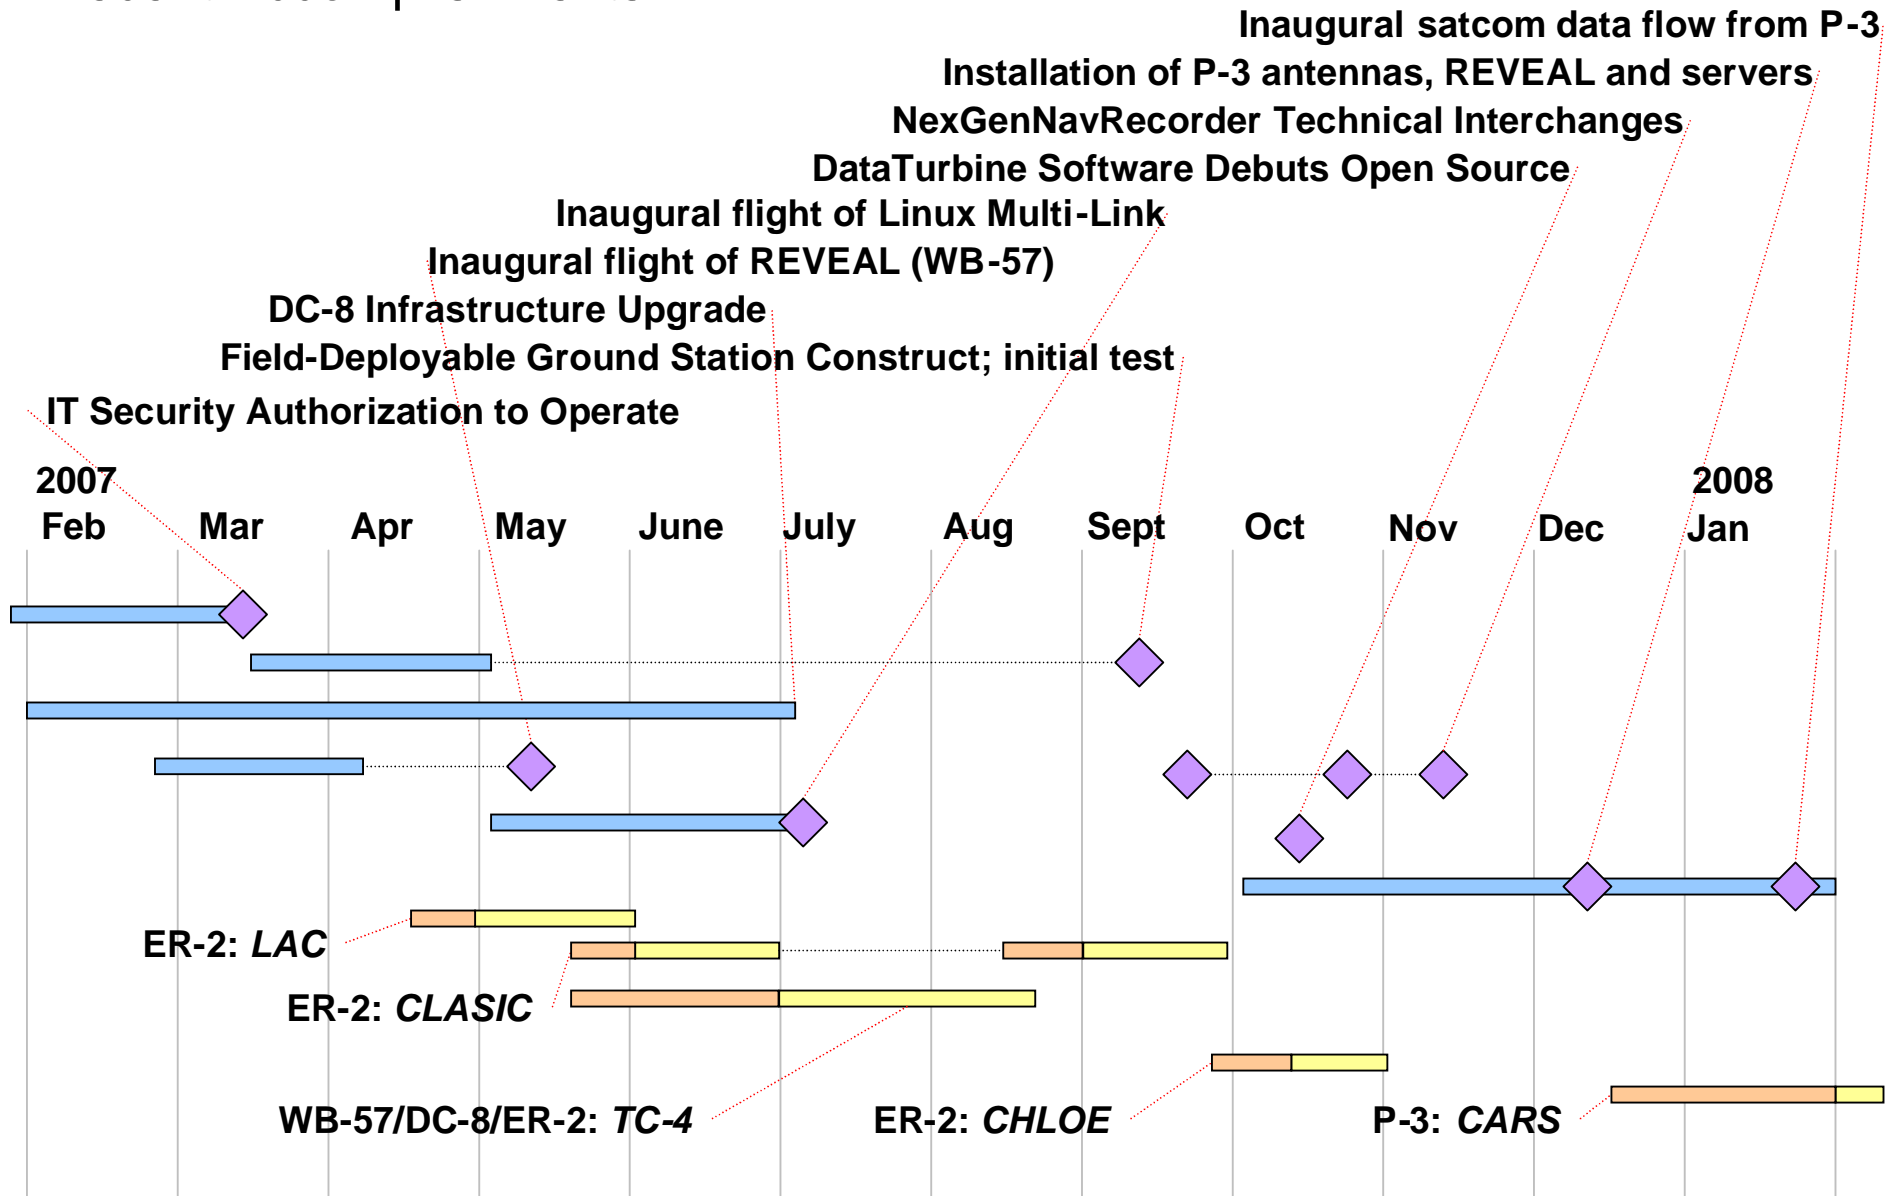 Inaugural satcom data flow from P-3
Installation of P-3 antennas, REVEAL and servers
NexGenNavRecorder Technical Interchanges
DataTurbine Software Debuts Open Source
Inaugural flight of Linux Multi-Link
Inaugural flight of REVEAL (WB-57)
DC-8 Infrastructure Upgrade
Field-Deployable Ground Station Construct; initial test
IT Security Authorization to Operate
2007 2008
Feb Mar Apr May June July Aug Sept Oct Nov Dec Jan
ER-2: LAC
ER-2: CLASIC
WB-57/DC-8/ER-2: TC-4 ER-2: CHLOE P-3: CARS